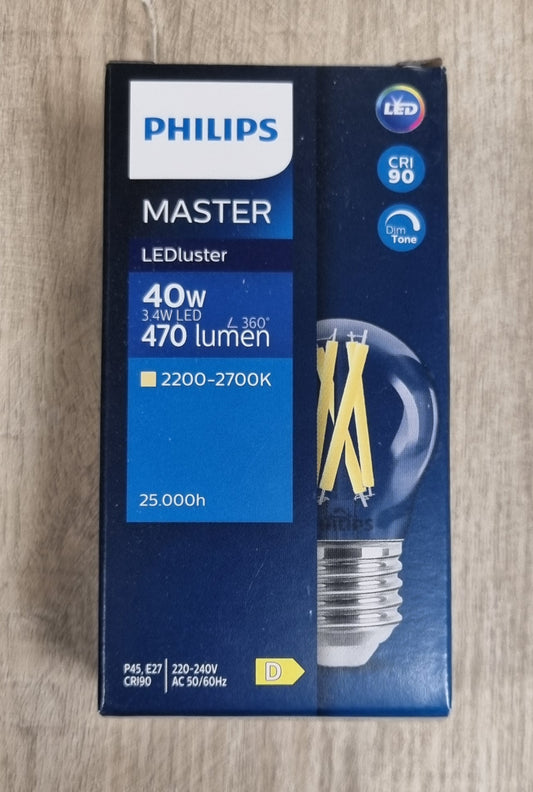 PHILIPS
LED
CRI
90
MASTER
Dim
Tone
LEDluster
40W
3.4W LED
∠ 360°
470 lumen
2200-2700K
25.000h
P45, E27
CRI90
220-240V
AC 50/60Hz
D